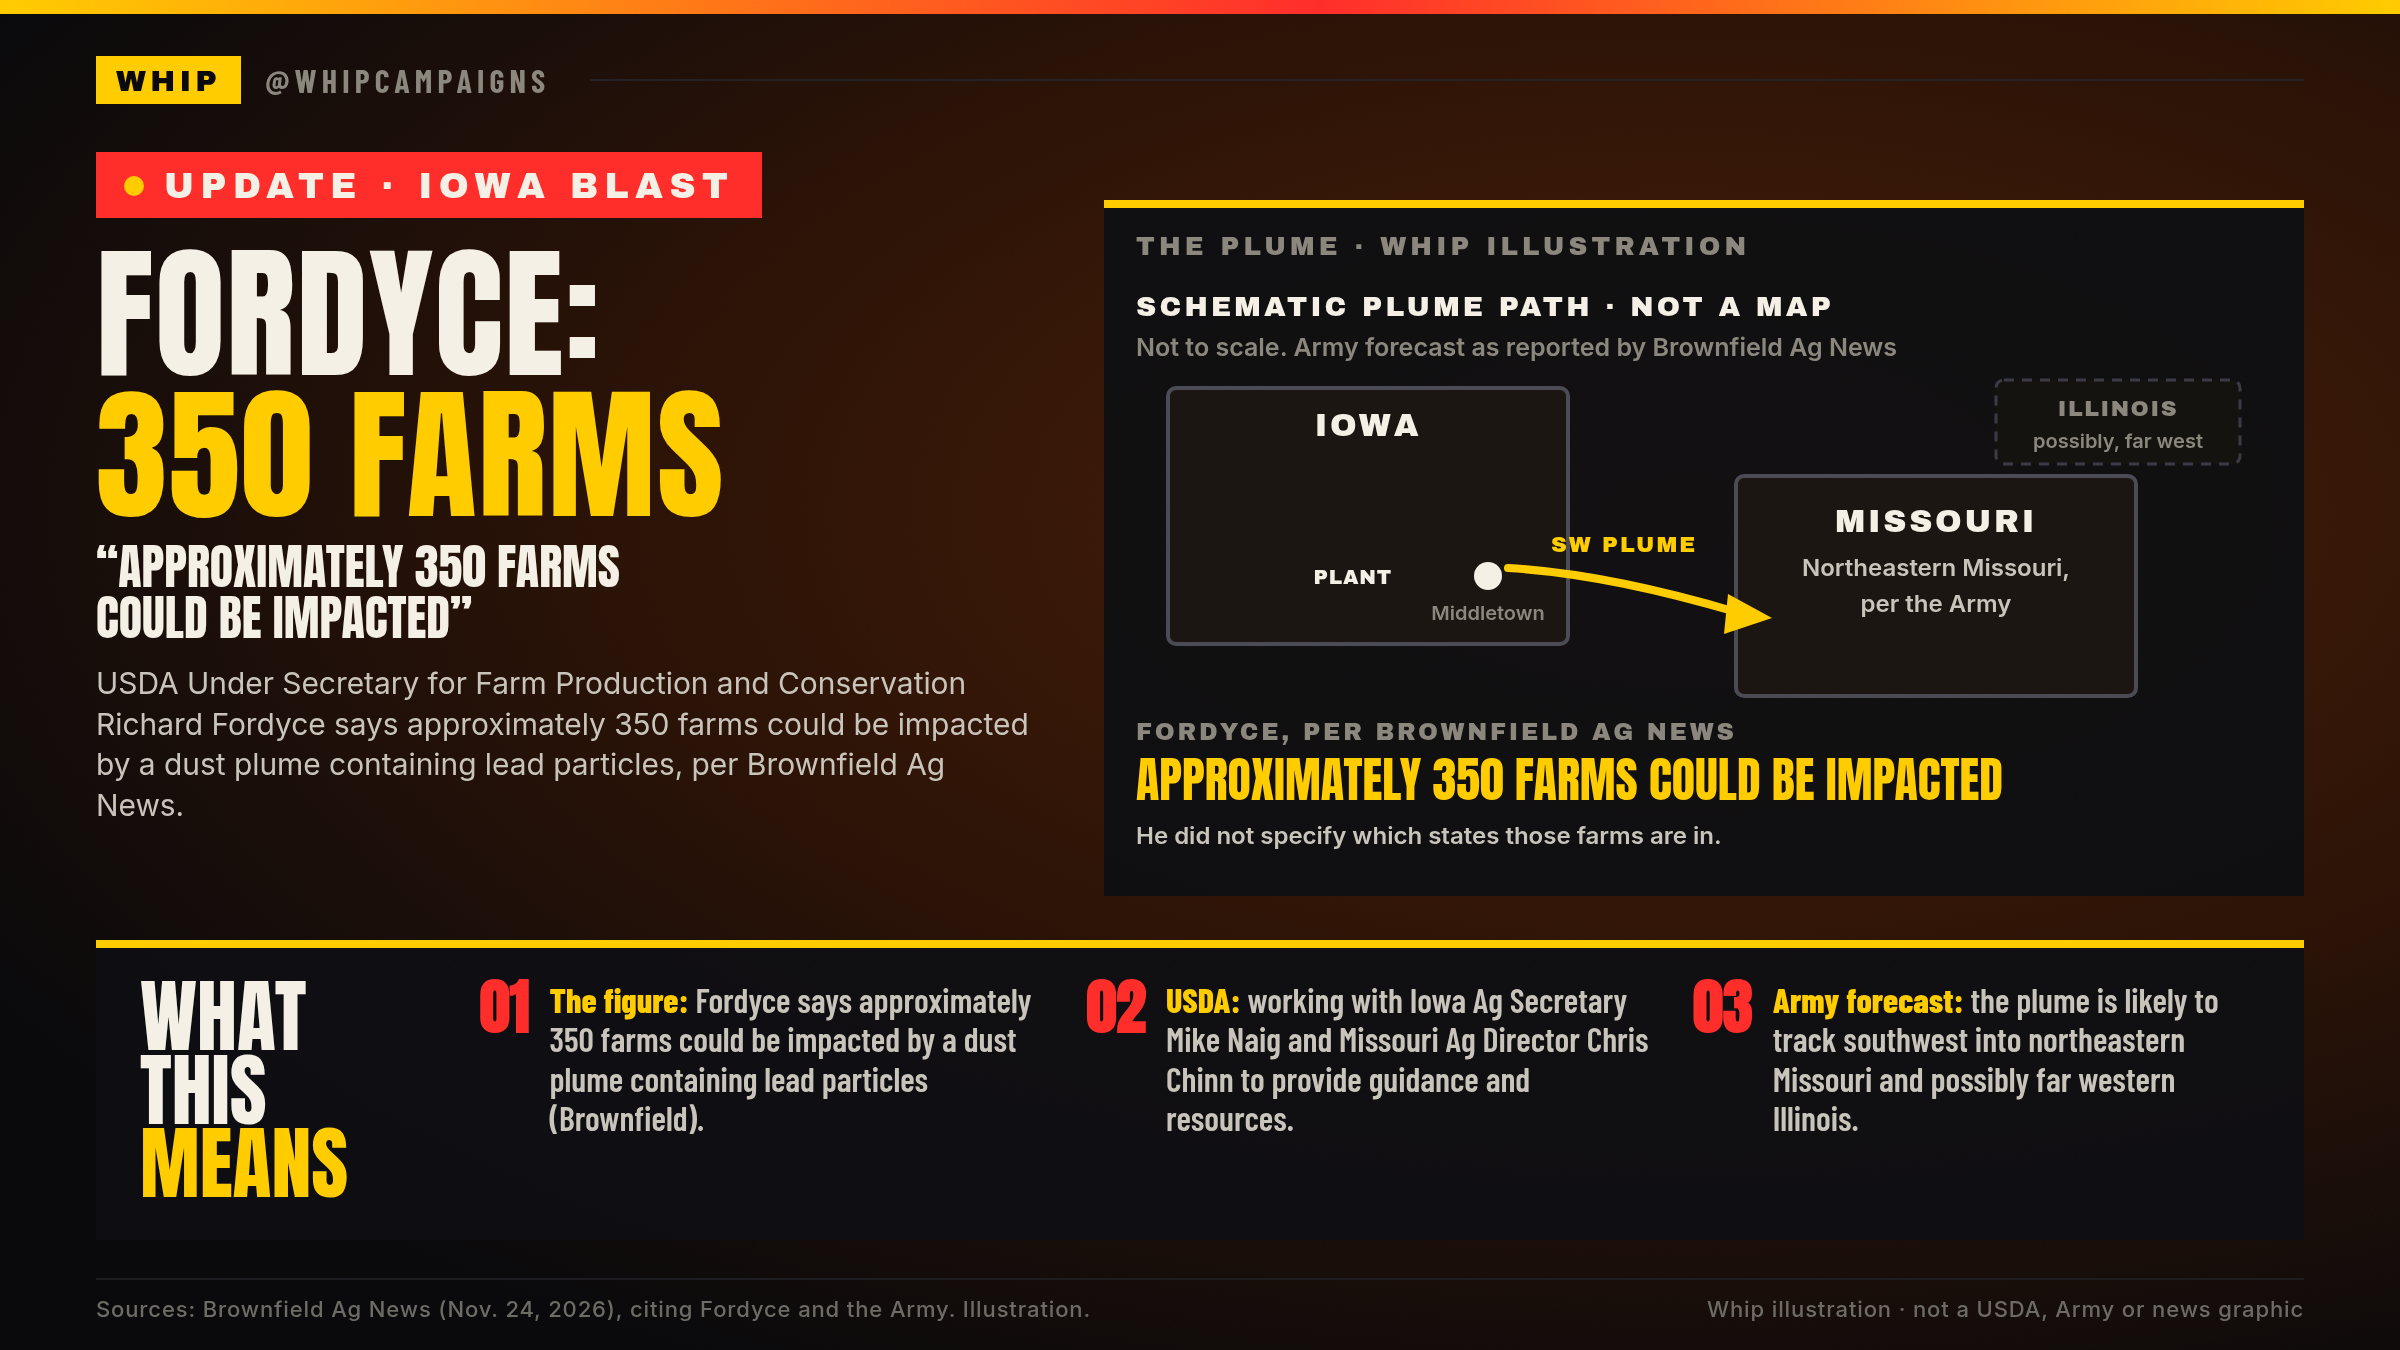 WHIP @WHIPCAMPAIGNS
UPDATE · IOWA BLAST
FORDYCE:
350 FARMS
“APPROXIMATELY 350 FARMS
COULD BE IMPACTED”
USDA Under Secretary for Farm Production and Conservation
Richard Fordyce says approximately 350 farms could be impacted
by a dust plume containing lead particles, per Brownfield Ag
News.
THE PLUME · WHIP ILLUSTRATION
SCHEMATIC PLUME PATH · NOT A MAP
Not to scale. Army forecast as reported by Brownfield Ag News
IOWA
PLANT
Middletown
SW PLUME
ILLINOIS
possibly, far west
MISSOURI
Northeastern Missouri,
per the Army
FORDYCE, PER BROWNFIELD AG NEWS
APPROXIMATELY 350 FARMS COULD BE IMPACTED
He did not specify which states those farms are in.
WHAT
THIS
MEANS
01 The figure: Fordyce says approximately
350 farms could be impacted by a dust
plume containing lead particles
(Brownfield).
02 USDA: working with Iowa Ag Secretary
Mike Naig and Missouri Ag Director Chris
Chinn to provide guidance and
resources.
03 Army forecast: the plume is likely to
track southwest into northeastern
Missouri and possibly far western
Illinois.
Sources: Brownfield Ag News (Nov. 24, 2026), citing Fordyce and the Army. Illustration.
Whip illustration · not a USDA, Army or news graphic